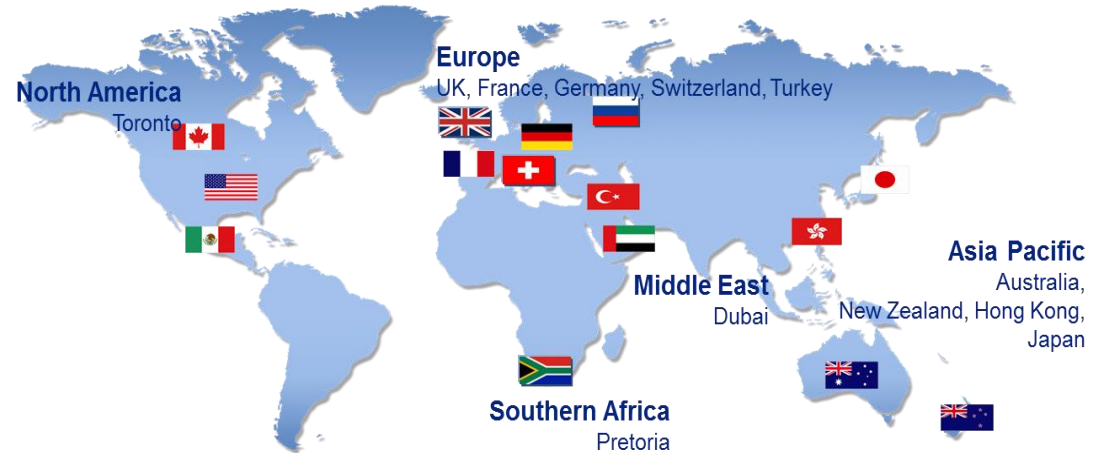 North America
Toronto
Europe
UK, France, Germany, Switzerland, Turkey
Middle East
Dubai
Asia Pacific
Australia,
New Zealand, Hong Kong,
Japan
Southern Africa
Pretoria